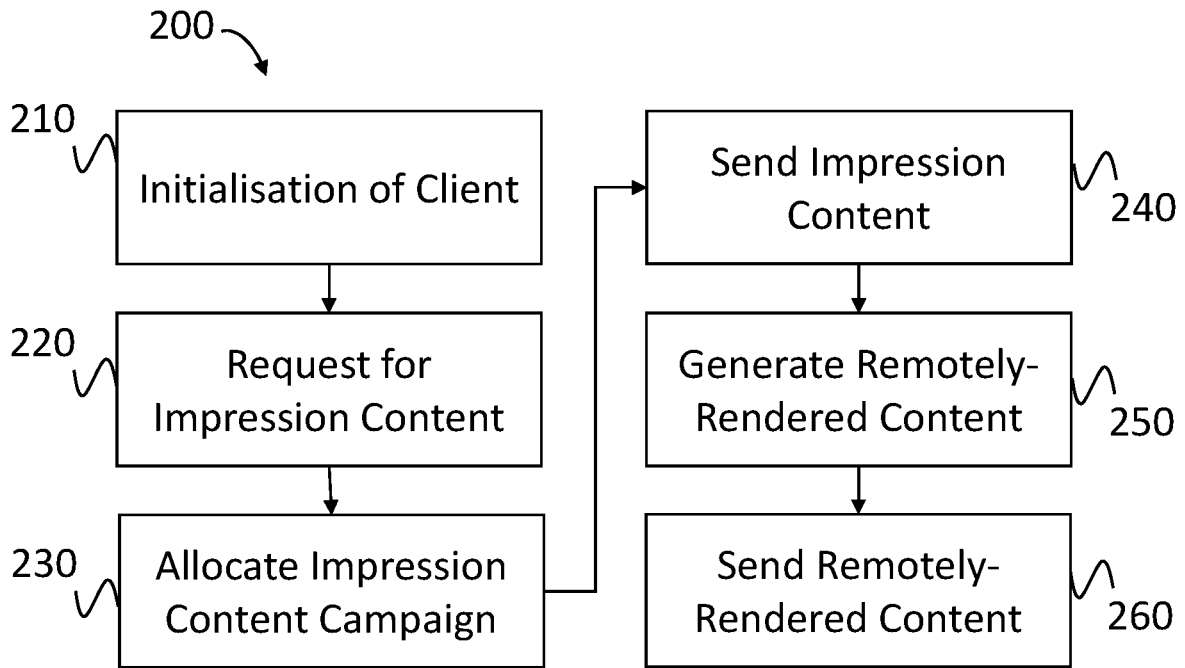 200
210
Initialisation of Client
220
Request for
Impression Content
230
Allocate Impression
Content Campaign
Send Impression
Content
240
Generate Remotely-
Rendered Content
250
Send Remotely-
Rendered Content
260